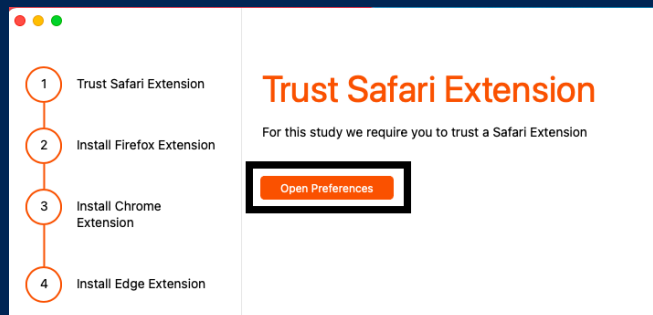 1
Trust Safari Extension
2
Install Firefox Extension
3
Install Chrome
Extension
4
Install Edge Extension
Trust Safari Extension
For this study we require you to trust a Safari Extension
Open Preferences